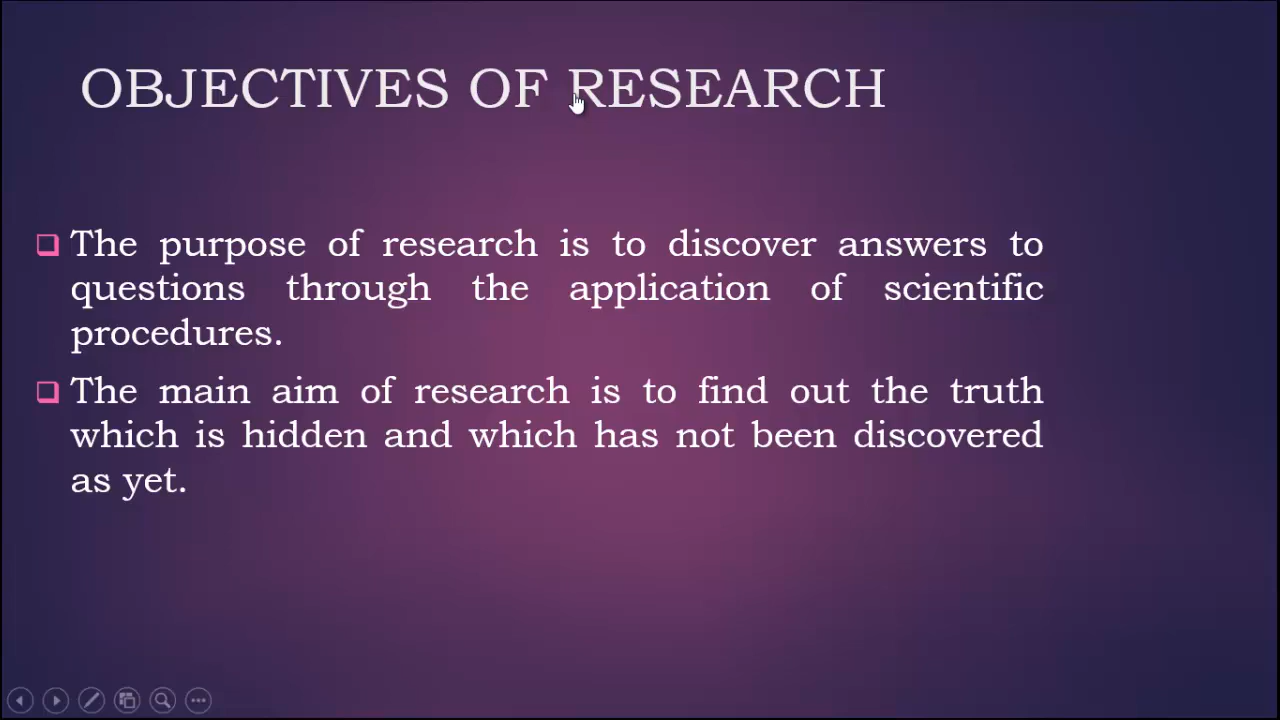 OBJECTIVES OF RESEARCH
The purpose of research is to discover answers to
questions through the application of scientific
procedures.
The main aim of research is to find out the truth
which is hidden and which has not been discovered
as yet.